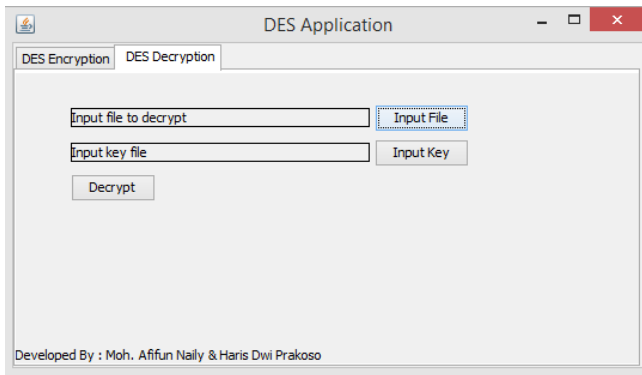 DES Application
DES Encryption DES Decryption
Input file to decrypt Input File
Input key file Input Key
Decrypt
Developed By : Moh. Afifun Naily & Haris Dwi Prakoso